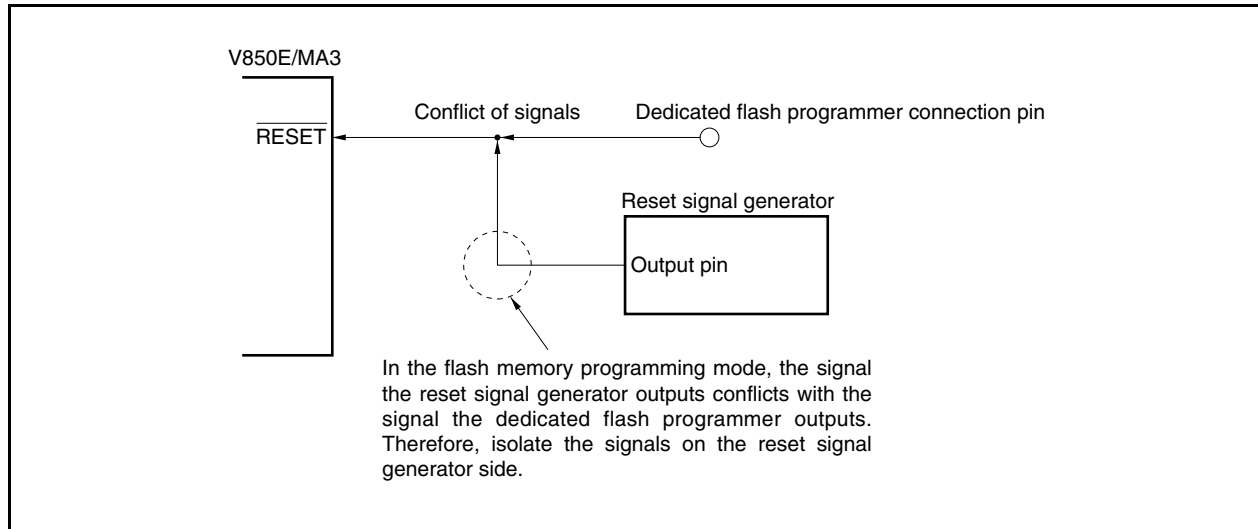 V850E/MA3
Conflict of signals
Dedicated flash programmer connection pin
RESET
Reset signal generator
Output pin
In the flash memory programming mode, the signal
the reset signal generator outputs conflicts with the
signal the dedicated flash programmer outputs.
Therefore, isolate the signals on the reset signal
generator side.